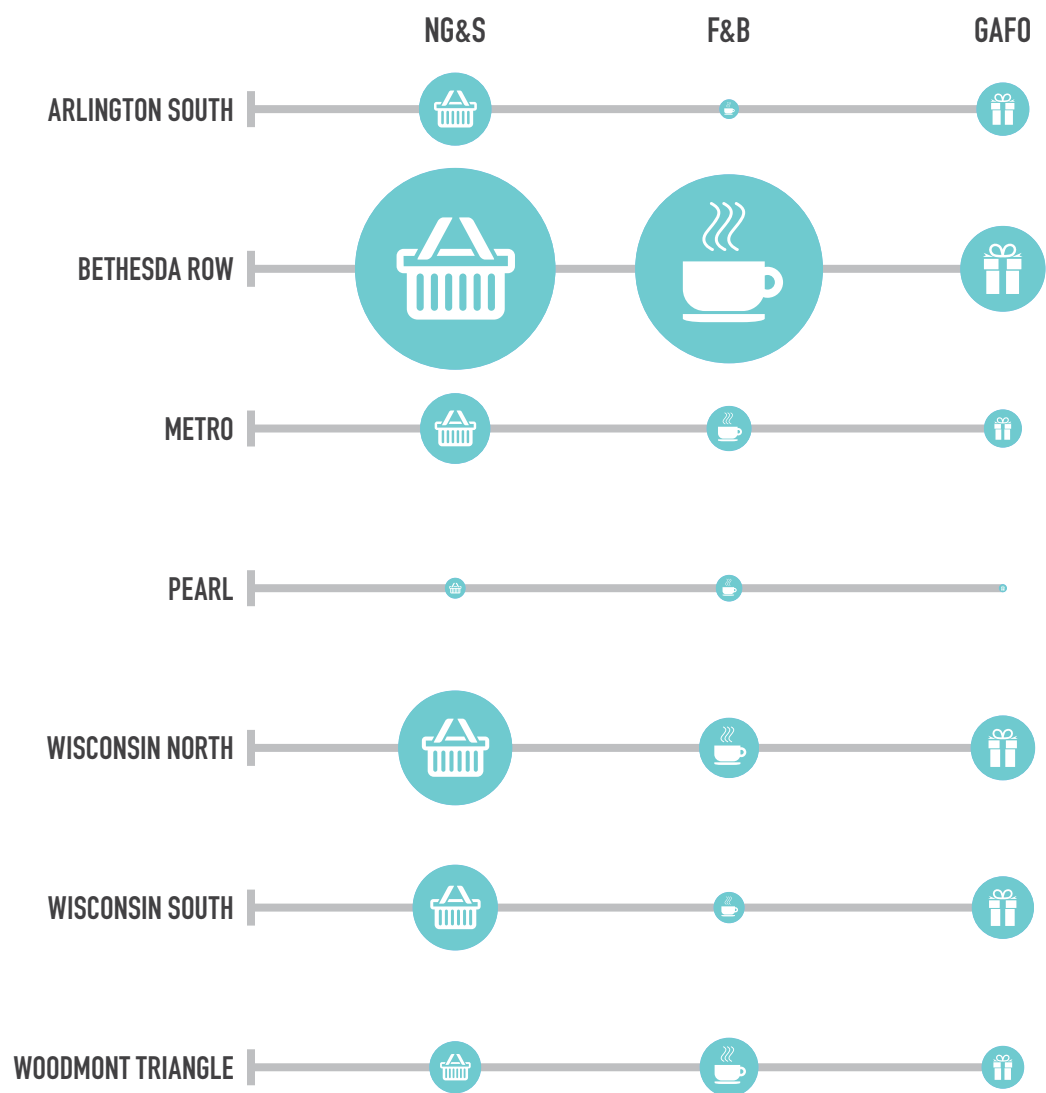 NG&S F&B GAFO
ARLINGTON SOUTH
BETHESDA ROW
METRO
PEARL
WISCONSIN NORTH
WISCONSIN SOUTH
WOODMONT TRIANGLE